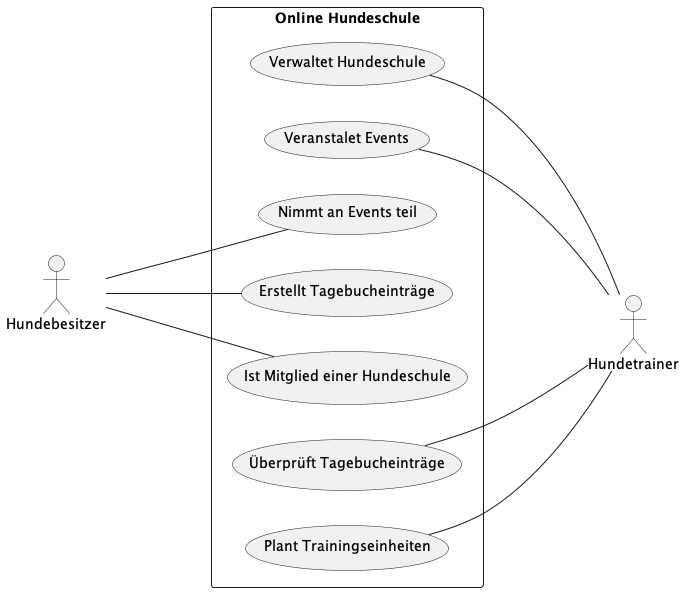 Online Hundeschule
Verwaltet Hundeschule
Veranstalet Events
Nimmt an Events teil
Erstellt Tagebucheinträge
Hundebesitzer
Hundetrainer
Ist Mitglied einer Hundeschule
Überprüft Tagebucheinträge
Plant Trainingseinheiten